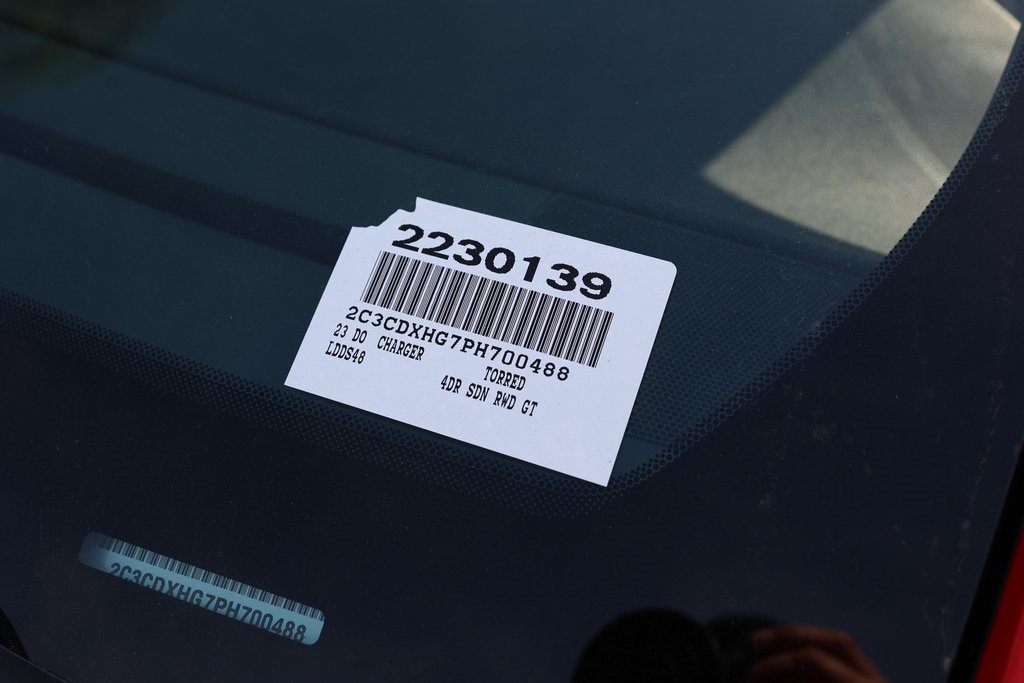 2230139
2C3CDXHG7PH700488
23 DO CHARGER TORRED
LDDS48 4DR SDN RWD GT
2C3CDXHG7PH700488